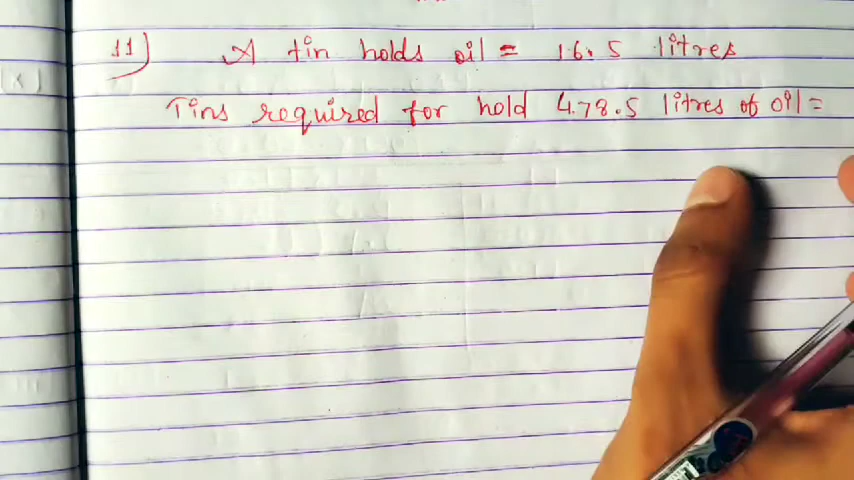 11) A tin holds oil = 16.5 litres
Tins required for hold 478.5 litres of oil =